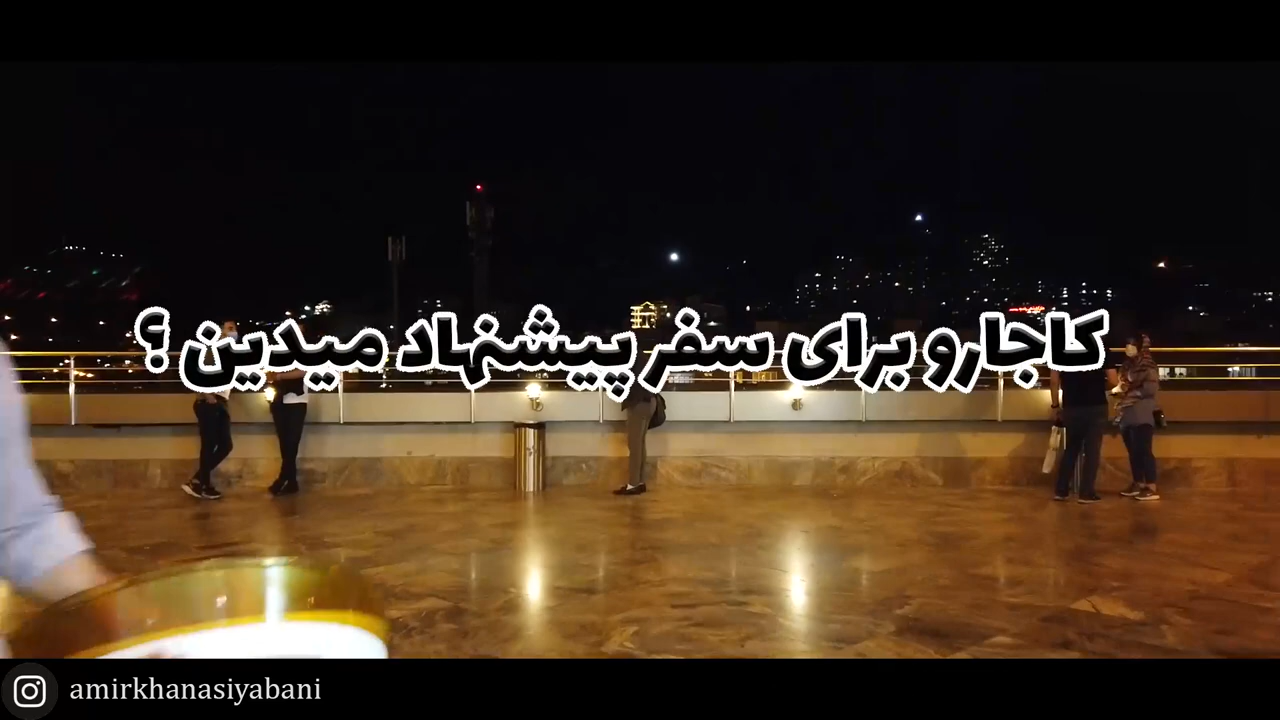 کاجارو برای سفر پیشنهاد میدین ؟
amirkhanasiyabani